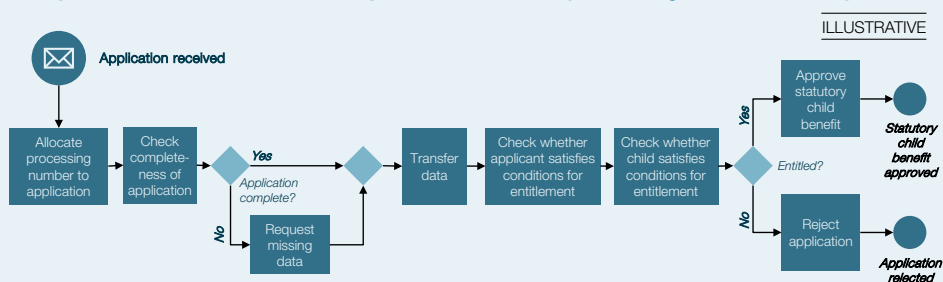 ILLUSTRATIVE
Application received
Allocate
processing
number to
application
Check
complete-
ness of
application
Yes
Application
complete?
No
Request
missing
data
Transfer
data
Check whether
applicant satisfies
conditions for
entitlement
Check whether
child satisfies
conditions for
entitlement
Yes
Entitled?
No
Approve
statutory
child
benefit
Statutory
child
benefit
approved
Reject
application
Application
rejected